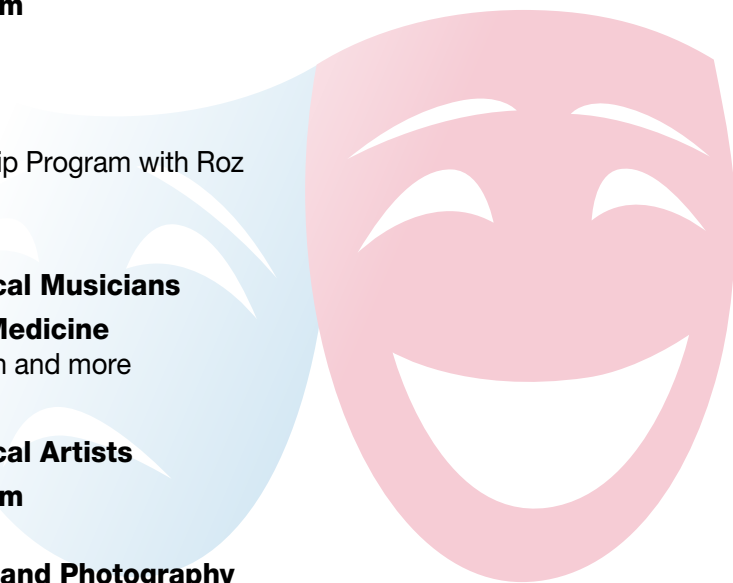 m
ip Program with Roz
cal Musicians
Medicine
n and more
cal Artists
m
and Photography